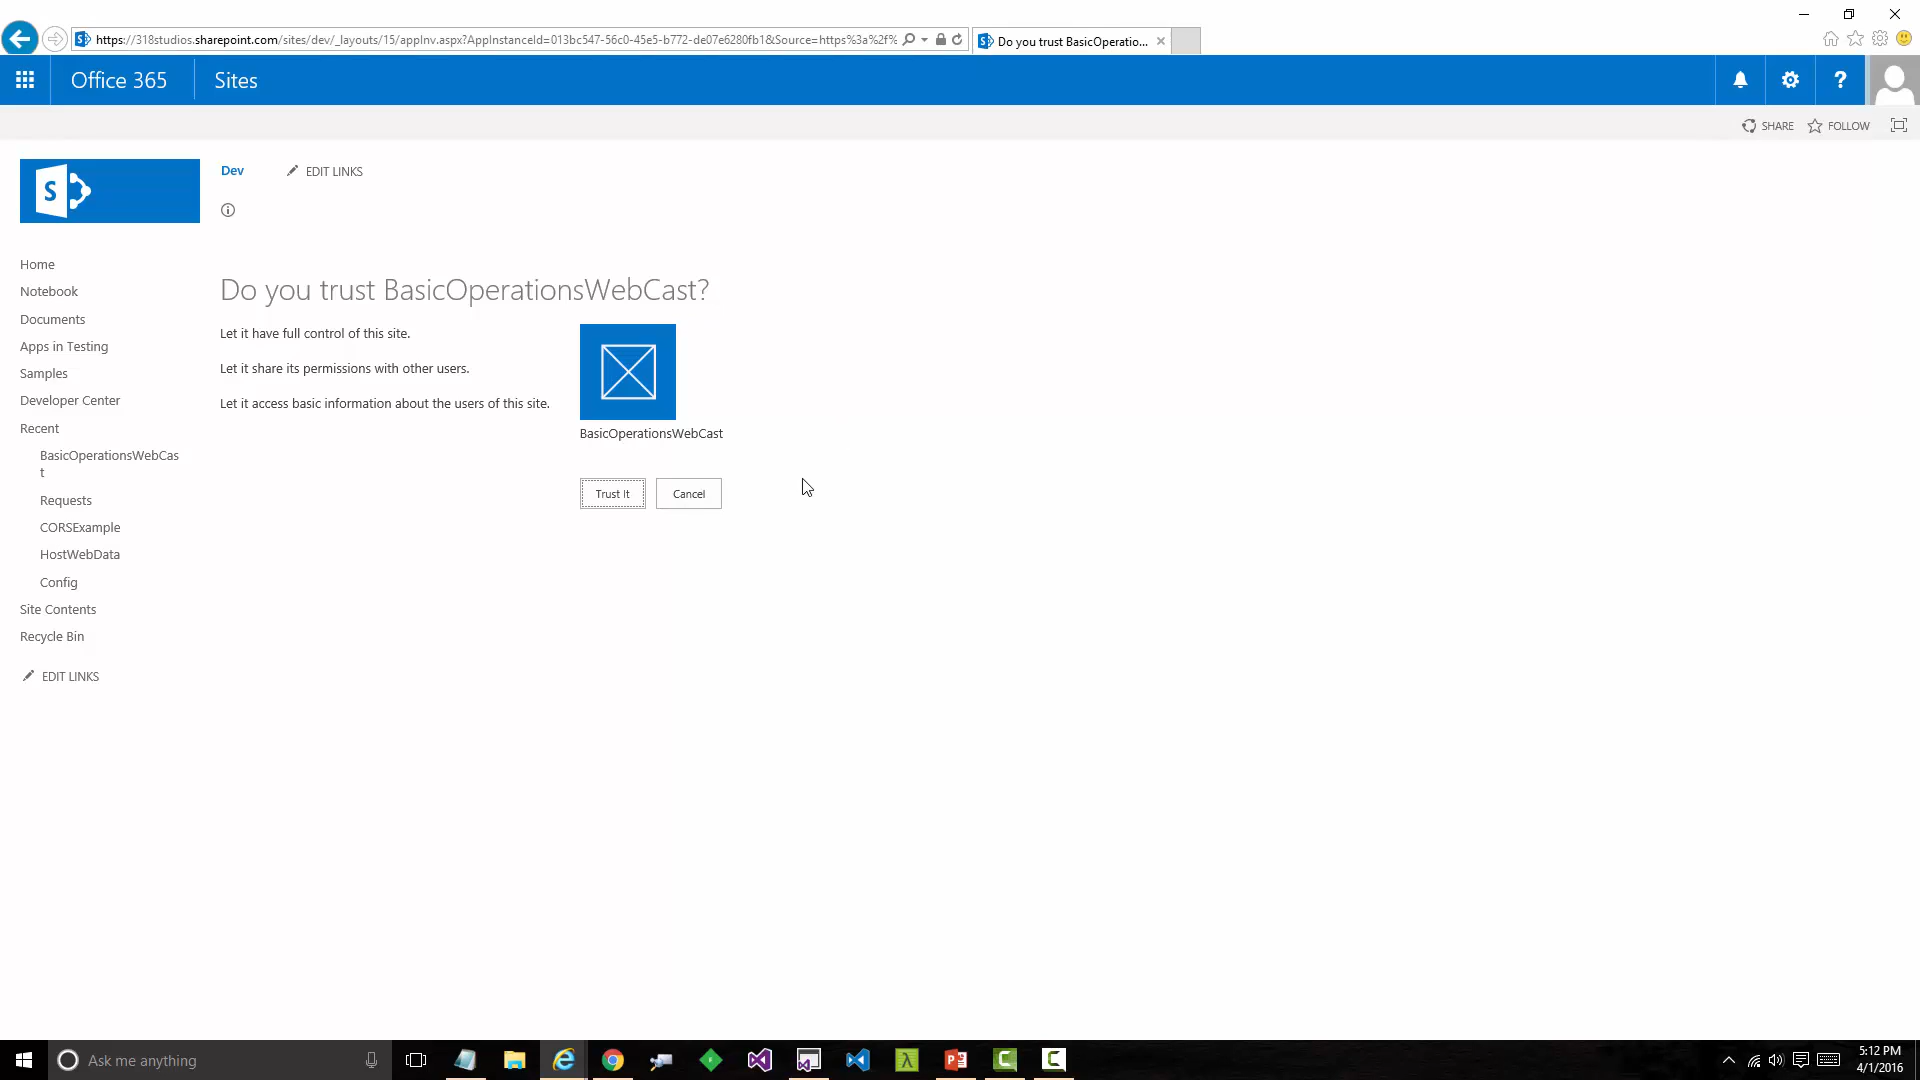 https://318studios.sharepoint.com/sites/dev/_layouts/15/appInv.aspx?AppInstanceId=013bc547-56c0-45e5-b772-de07e6280fb1&Source=https%3a%2f%
Do you trust BasicOperatio...
Office 365
Sites
SHARE
FOLLOW
S
Dev
EDIT LINKS
Home
Notebook
Documents
Apps in Testing
Samples
Developer Center
Recent
BasicOperationsWebCas
t
Requests
CORSExample
HostWebData
Config
Site Contents
Recycle Bin
EDIT LINKS
Do you trust BasicOperationsWebCast?
Let it have full control of this site.
Let it share its permissions with other users.
Let it access basic information about the users of this site.
BasicOperationsWebCast
Trust It
Cancel
Ask me anything
5:12 PM
4/1/2016